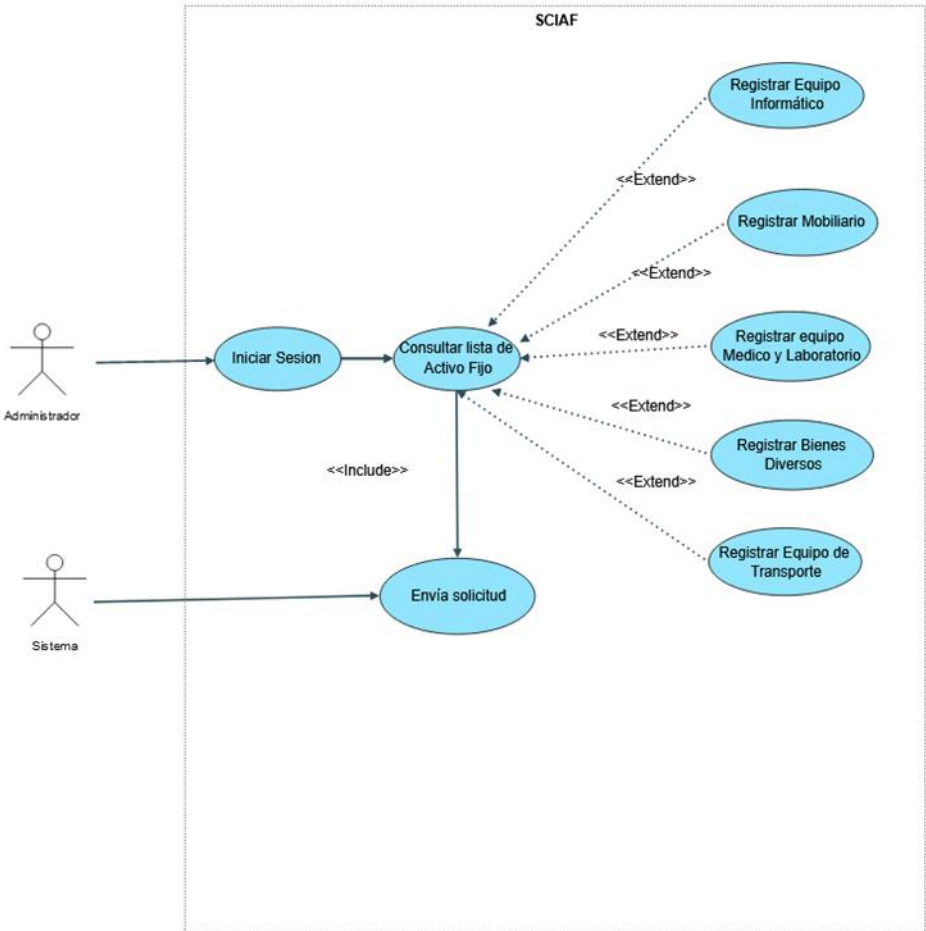 SCIAF
Registrar Equipo
Informático
<<Extend>>
Registrar Mobiliario
<<Extend>>
Administrador
Iniciar Sesion
Consultar lista de
Activo Fijo
<<Extend>>
Registrar equipo
Medico y Laboratorio
<<Extend>>
Registrar Bienes
Diversos
<<Include>>
<<Extend>>
Registrar Equipo de
Transporte
Sistema
Envía solicitud